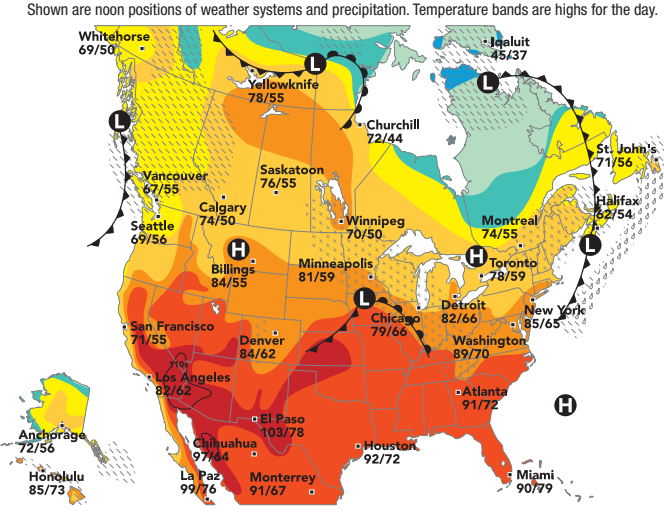 Shown are noon positions of weather systems and precipitation. Temperature bands are highs for the day.
Whitehorse
69/50
Iqaluit
45/37
L
L
Yellowknife
78/55
L
Churchill
72/44
St. John's
71/56
Vancouver
67/55
Saskatoon
76/55
Calgary
74/50
Halifax
62/54
Seattle
69/56
Winnipeg
70/50
Montreal
74/55
L
H
Billings
84/55
Minneapolis
81/59
H
Toronto
78/59
L
Chicago
79/66
Detroit
82/66
New York
85/65
San Francisco
71/55
Denver
84/62
Washington
89/70
110s
Los Angeles
82/62
Atlanta
91/72
H
El Paso
103/78
Anchorage
72/56
Chihuahua
97/64
Houston
92/72
Honolulu
85/73
La Paz
99/76
Monterrey
91/67
Miami
90/79